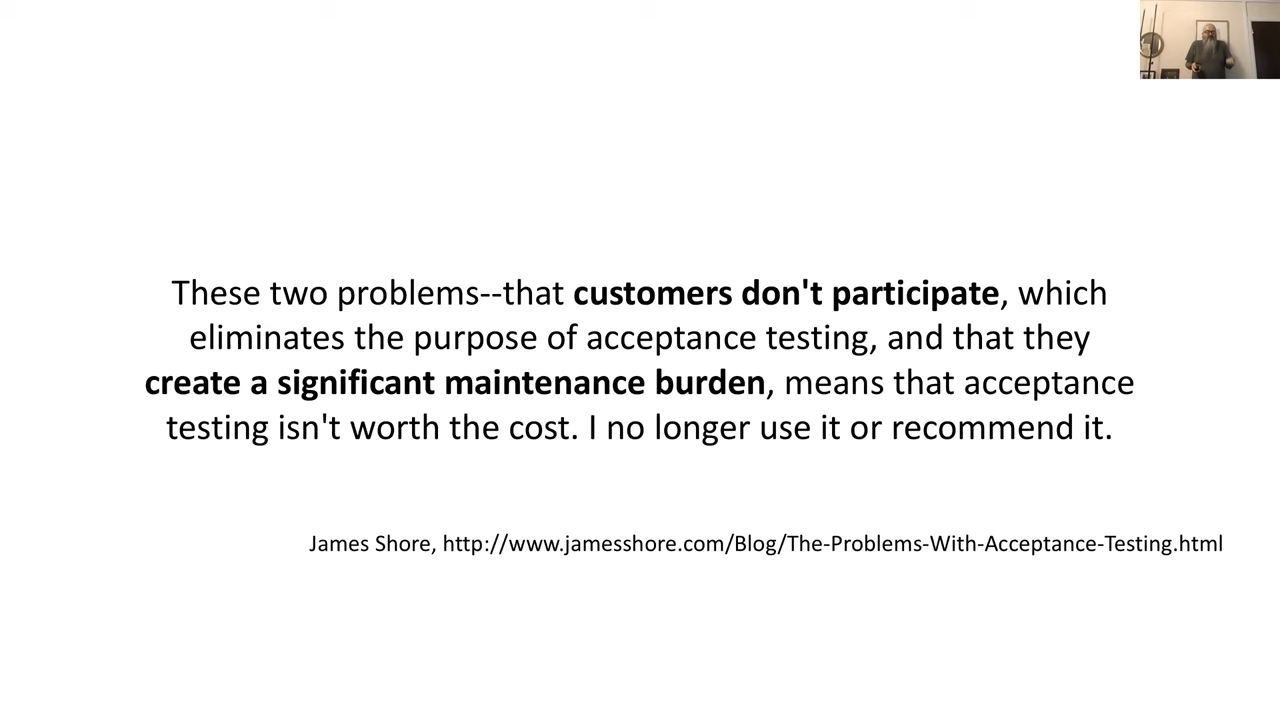 These two problems--that customers don't participate, which
eliminates the purpose of acceptance testing, and that they
create a significant maintenance burden, means that acceptance
testing isn't worth the cost. I no longer use it or recommend it.
James Shore, http://www.jamesshore.com/Blog/The-Problems-With-Acceptance-Testing.html